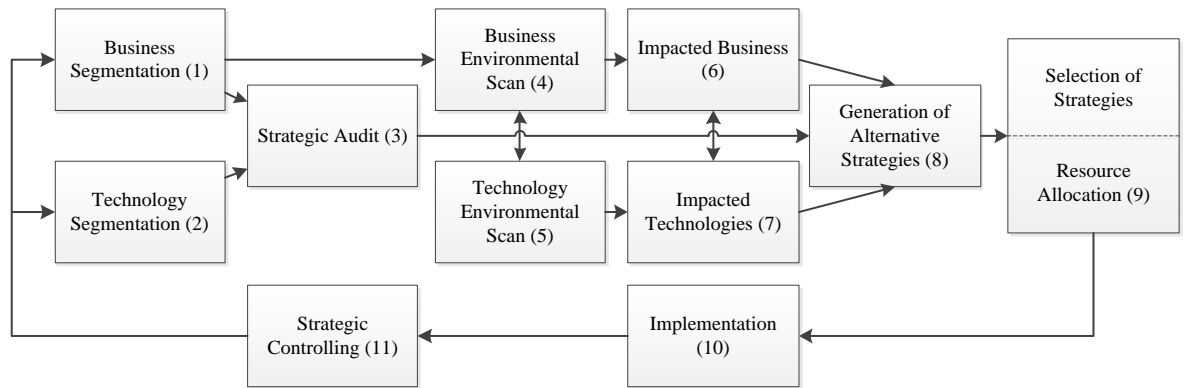 Business
Segmentation (1)
Technology
Segmentation (2)
Strategic Audit (3)
Business
Environmental
Scan (4)
Technology
Environmental
Scan (5)
Impacted Business
(6)
Impacted
Technologies (7)
Generation of
Alternative
Strategies (8)
Selection of
Strategies
Resource
Allocation (9)
Implementation
(10)
Strategic
Controlling (11)